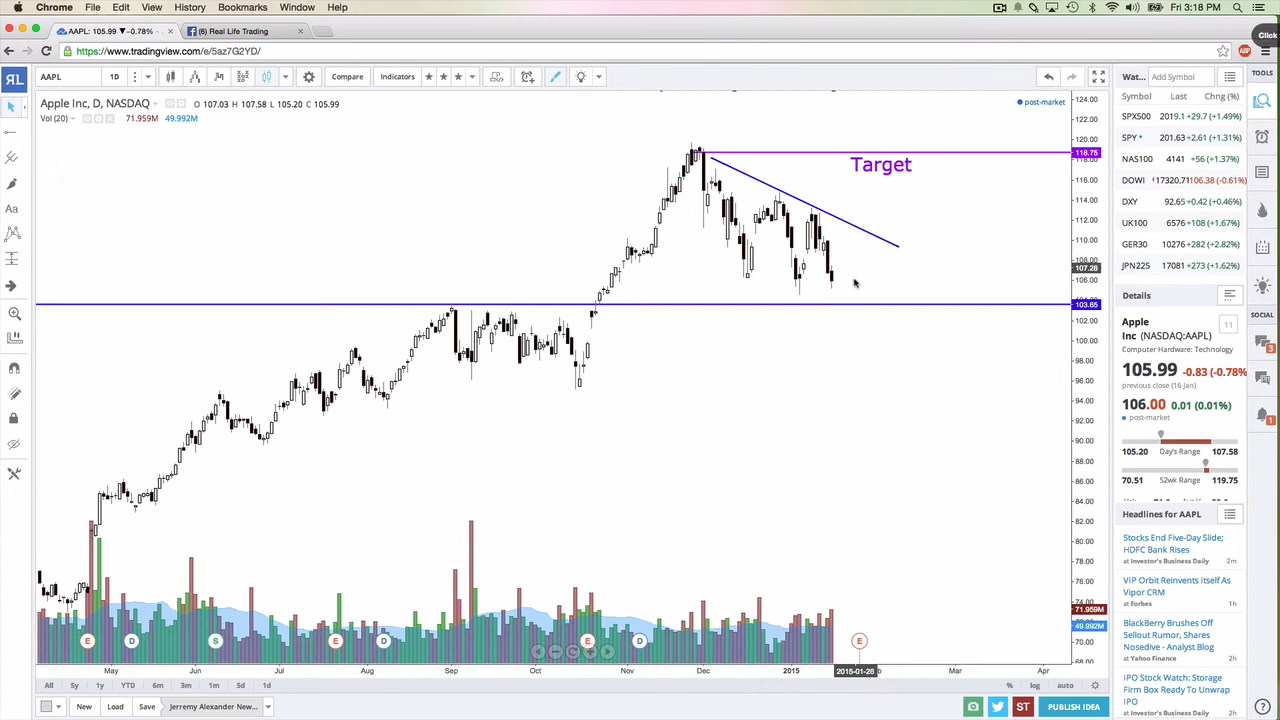 Chrome File Edit View History Bookmarks Window Help
Fri 3:18 PM
AAPL: 105.99 ▼−0.78% ·
(6) Real Life Trading
Click
https://www.tradingview.com/e/5az7G2YD/
ABP
AAPL 1D Compare Indicators
Wat... Add Symbol
TOOLS
Apple Inc, D, NASDAQ O 107.03 H 107.58 L 105.20 C 105.99
Vol (20) 71.959M 49.992M
post-market
Target
124.00
122.00
120.00
118.75
118.00
116.00
114.00
112.00
110.00
108.00
107.28
106.00
103.65
102.00
100.00
98.00
96.00
94.00
92.00
90.00
88.00
86.00
84.00
82.00
80.00
78.00
76.00
74.00
71.959M
49.992M
70.00
68.00
Symbol Last Chng (%)
SPX500 2019.1 +29.7 (+1.49%)
SPY 201.63 +2.61 (+1.31%)
NAS100 4141 +56 (+1.37%)
DOWI 17320.71 106.38 (−0.61%)
DXY 92.65 +0.42 (+0.46%)
UK100 6576 +108 (+1.67%)
GER30 10276 +282 (+2.82%)
JPN225 17081 +273 (+1.62%)
Details
SOCIAL
Apple
Inc (NASDAQ:AAPL)
11
Computer Hardware: Technology
105.99 -0.83 (-0.78%)
previous close (16 Jan)
106.00 0.01 (0.01%)
post-market
105.20 Day's Range 107.58
70.51 52wk Range 119.75
3
1
Headlines for AAPL
Stocks End Five-Day Slide;
HDFC Bank Rises
at Investor's Business Daily 2m
VIP Orbit Reinvents Itself As
Vipor CRM
at Forbes 1h
BlackBerry Brushes Off
Sellout Rumor, Shares
Nosedive - Analyst Blog
at Yahoo Finance 2h
IPO Stock Watch: Storage
Firm Box Ready To Unwrap
IPO
2d
E D S E D E D E
May Jun Jul Aug Sep Oct Nov Dec 2015 2015-01-26 Mar Apr
All 5y 1y YTD 6m 3m 1m 5d 1d % log auto
New Load Save Jerremy Alexander New...
ST PUBLISH IDEA